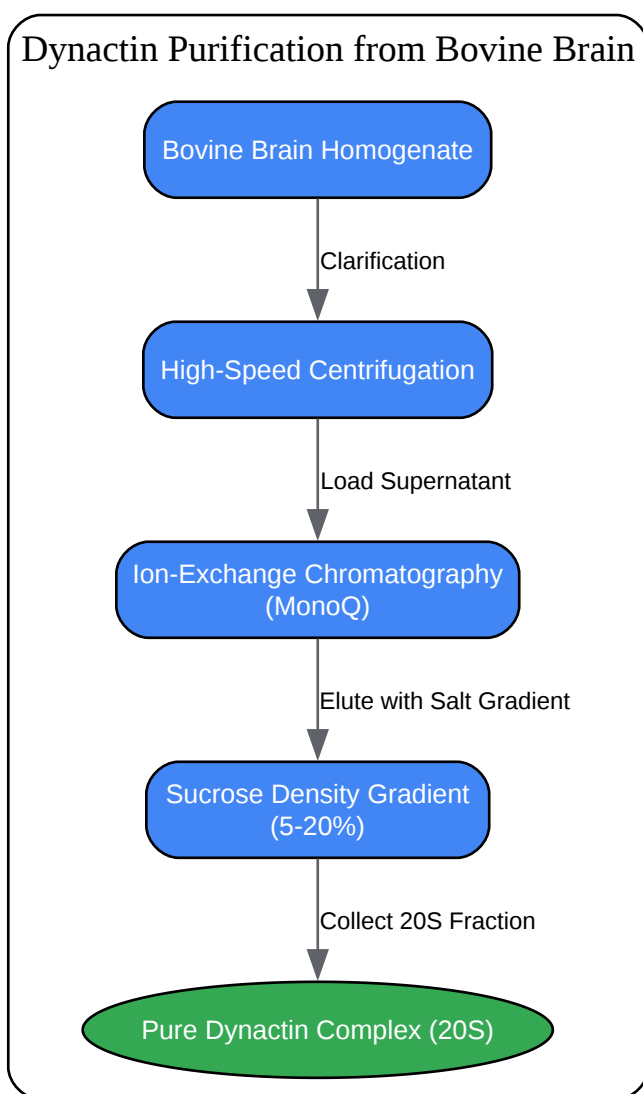 Dynactin Purification from Bovine Brain
Bovine Brain Homogenate
Clarification
High-Speed Centrifugation
Load Supernatant
Ion-Exchange Chromatography
(MonoQ)
Elute with Salt Gradient
Sucrose Density Gradient
(5-20%)
Collect 20S Fraction
Pure Dynactin Complex (20S)